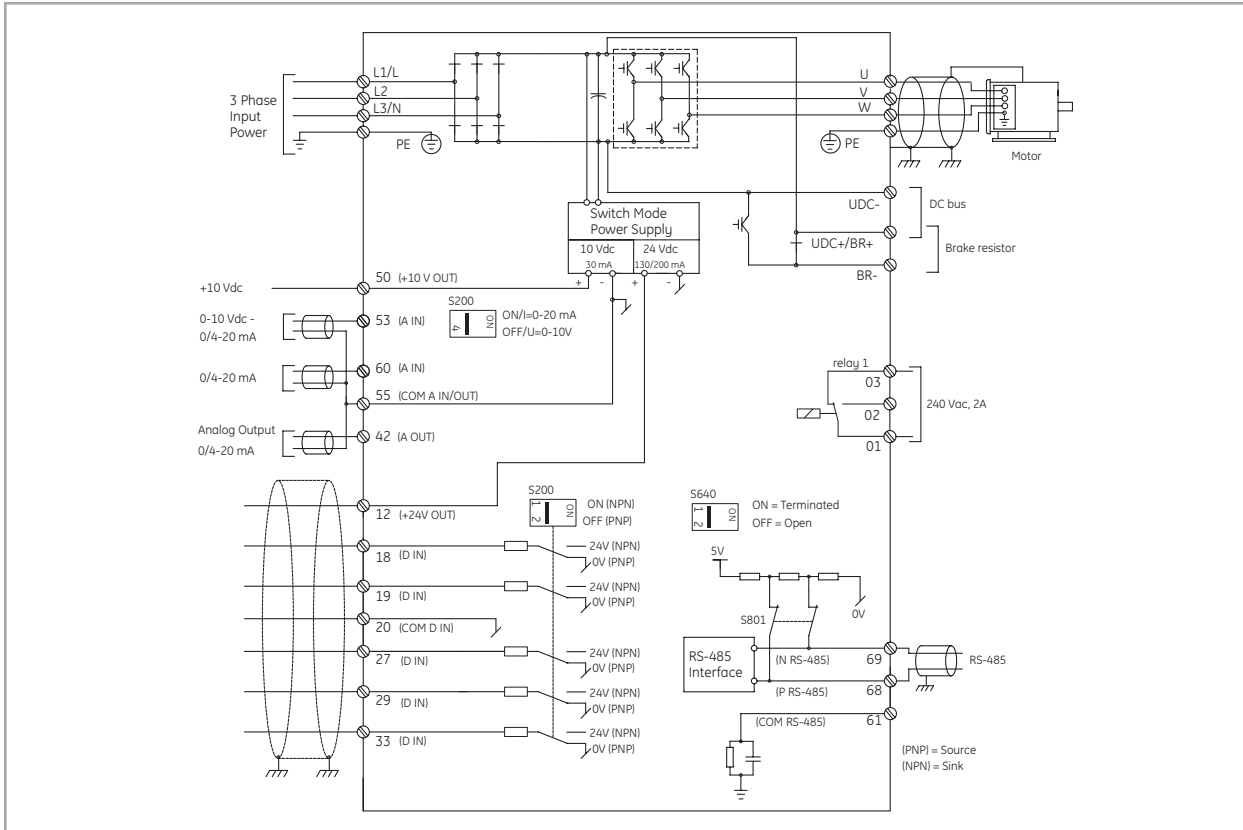 3 Phase
Input
Power
L1/L
L2
L3/N
PE
U
V
W
PE
Motor
UDC-
DC bus
UDC+/BR+
Brake resistor
BR-
Switch Mode
Power Supply
10 Vdc
24 Vdc
30 mA
130/200 mA
+ - + -
+10 Vdc
50 (+10 V OUT)
0-10 Vdc -
0/4-20 mA
53 (A IN)
S200
4
ON
ON/I=0-20 mA
OFF/U=0-10V
0/4-20 mA
60 (A IN)
55 (COM A IN/OUT)
Analog Output
0/4-20 mA
42 (A OUT)
relay 1
03
02
01
240 Vac, 2A
12 (+24V OUT)
S200
1 2
ON
ON (NPN)
OFF (PNP)
18 (D IN)
24V (NPN)
0V (PNP)
19 (D IN)
24V (NPN)
0V (PNP)
20 (COM D IN)
27 (D IN)
24V (NPN)
0V (PNP)
29 (D IN)
24V (NPN)
0V (PNP)
33 (D IN)
24V (NPN)
0V (PNP)
S640
1 2
ON
ON = Terminated
OFF = Open
5V
0V
S801
RS-485
Interface
(N RS-485)
69
RS-485
(P RS-485)
68
(COM RS-485)
61
(PNP) = Source
(NPN) = Sink